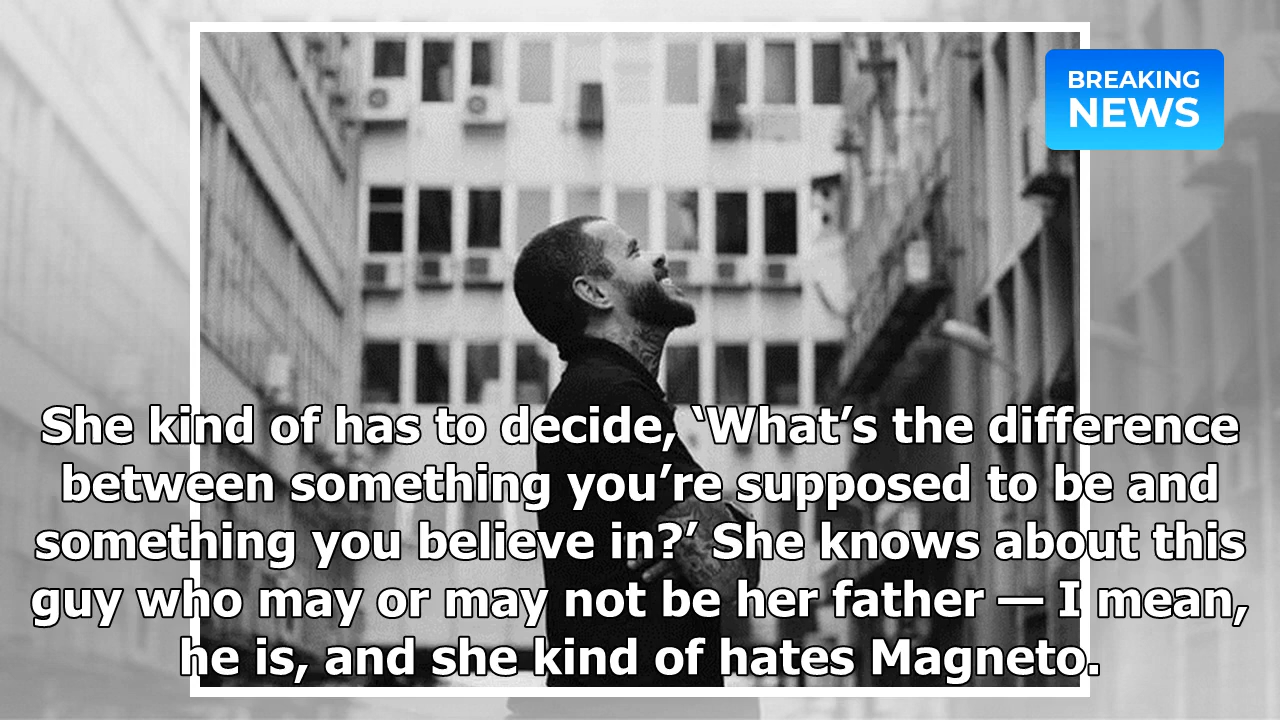 BREAKING
NEWS
She kind of has to decide, ‘What’s the difference
between something you’re supposed to be and
something you believe in?’ She knows about this
guy who may or may not be her father — I mean,
he is, and she kind of hates Magneto.